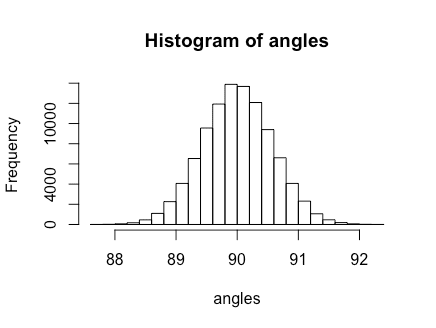 Histogram of angles
Frequency
10000
4000
0
88 89 90 91 92
angles